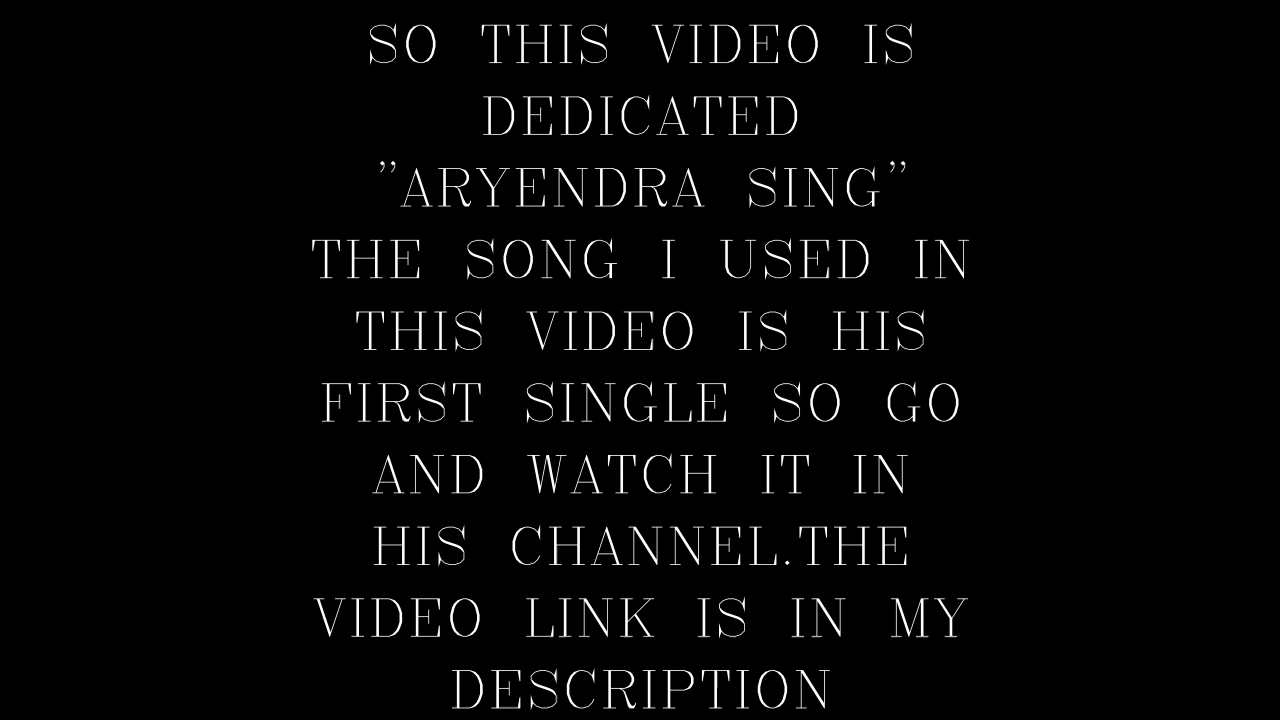 SO THIS VIDEO IS
DEDICATED
”ARYENDRA SING”
THE SONG I USED IN
THIS VIDEO IS HIS
FIRST SINGLE SO GO
AND WATCH IT IN
HIS CHANNEL.THE
VIDEO LINK IS IN MY
DESCRIPTION